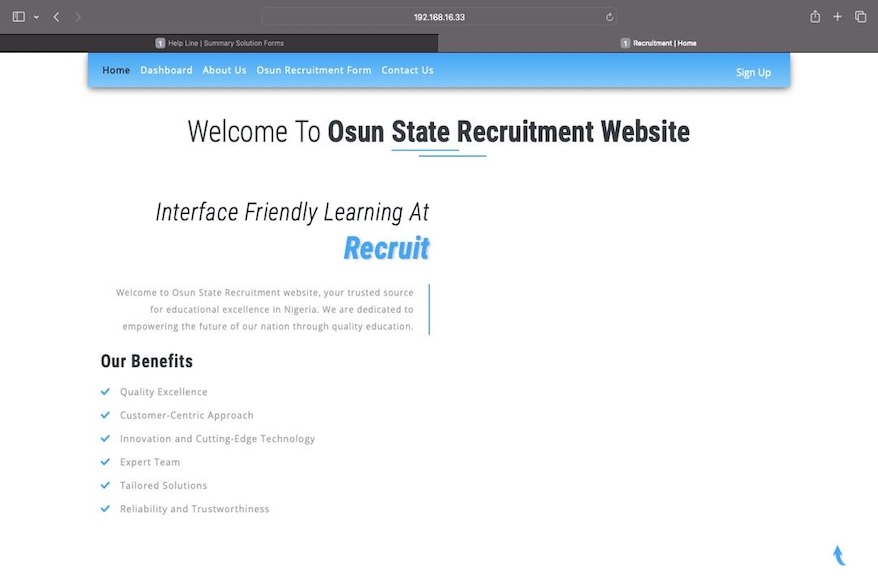 192.168.16.33
1 Help Line | Summary Solution Forms
1 Recruitment | Home
Home Dashboard About Us Osun Recruitment Form Contact Us Sign Up
Welcome To Osun State Recruitment Website
Interface Friendly Learning At
Recruit
Welcome to Osun State Recruitment website, your trusted source
for educational excellence in Nigeria. We are dedicated to
empowering the future of our nation through quality education.
Our Benefits
Quality Excellence
Customer-Centric Approach
Innovation and Cutting-Edge Technology
Expert Team
Tailored Solutions
Reliability and Trustworthiness